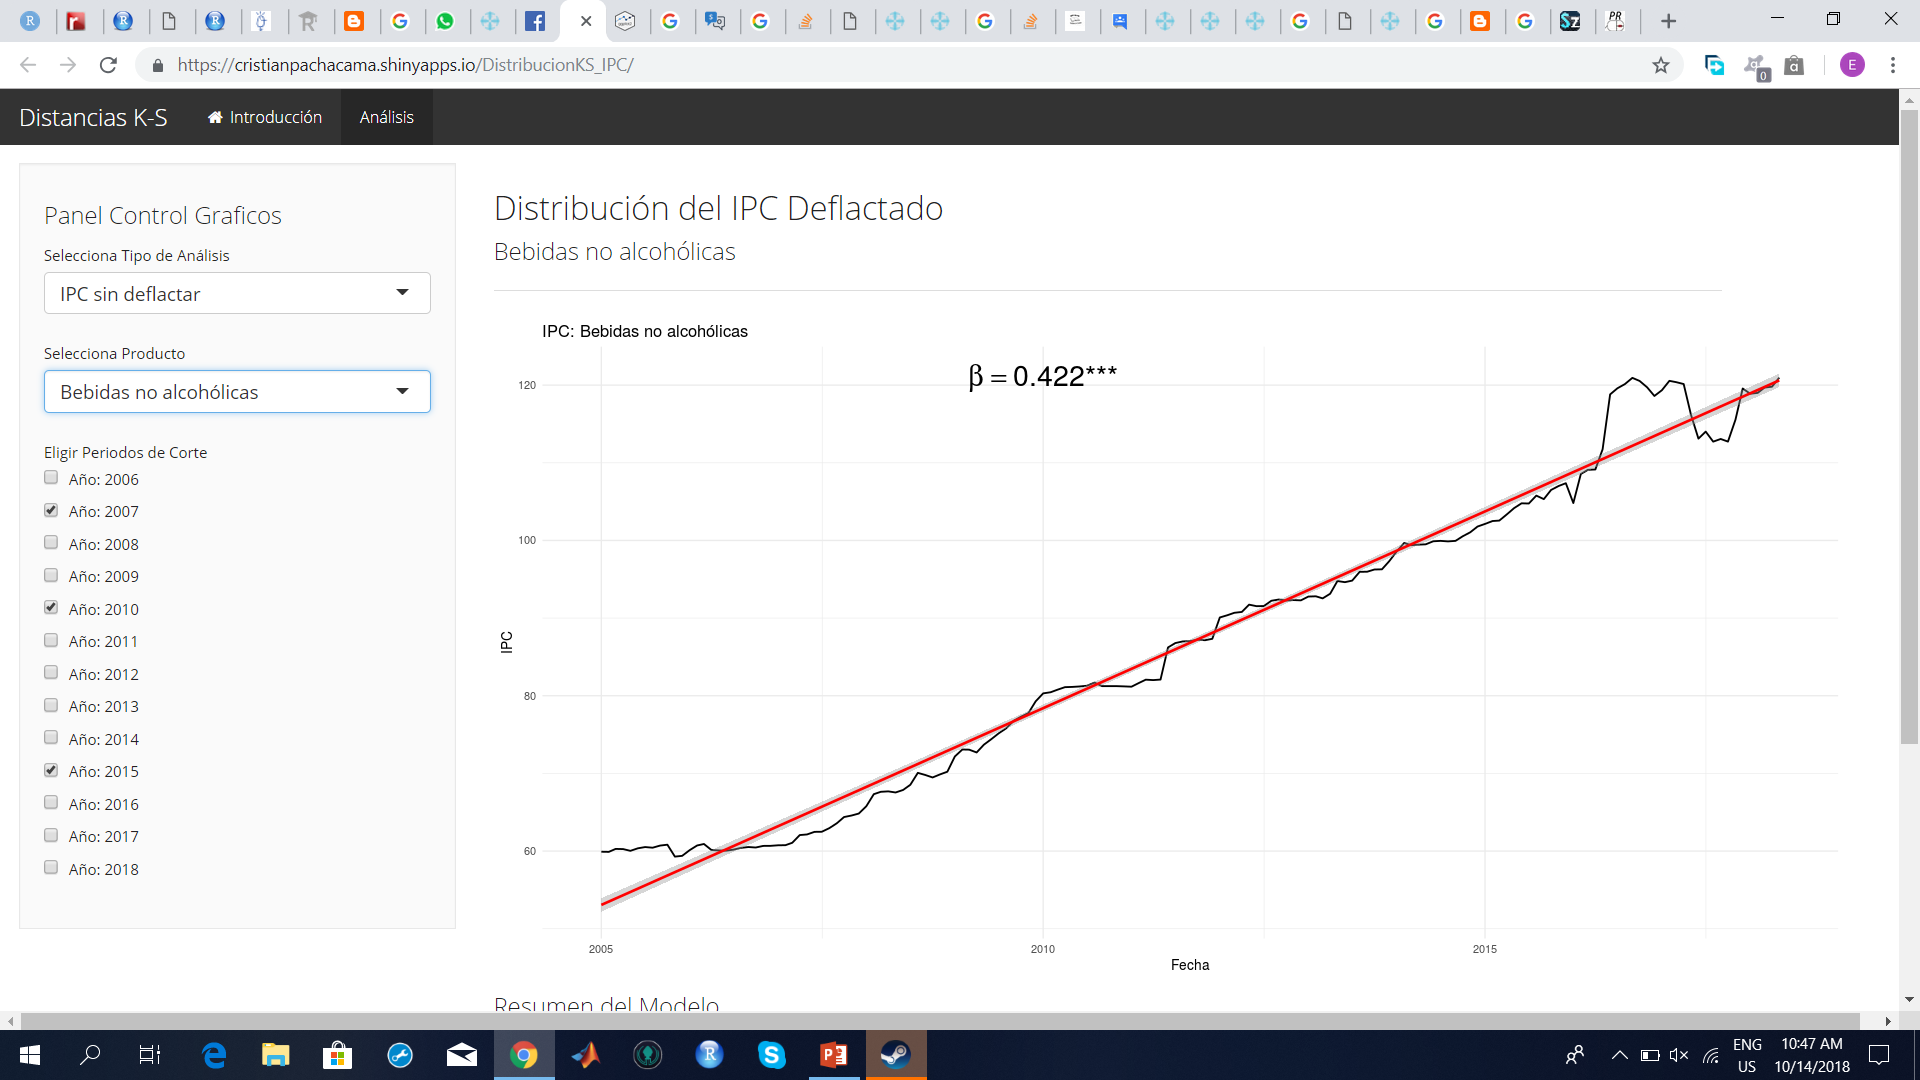 https://cristianpachacama.shinyapps.io/DistribucionKS_IPC/
0
E
Distancias K-S
Introducción
Análisis
Panel Control Graficos
Selecciona Tipo de Análisis
IPC sin deflactar
Selecciona Producto
Bebidas no alcohólicas
Eligir Periodos de Corte
Año: 2006
Año: 2007
Año: 2008
Año: 2009
Año: 2010
Año: 2011
Año: 2012
Año: 2013
Año: 2014
Año: 2015
Año: 2016
Año: 2017
Año: 2018
Distribución del IPC Deflactado
Bebidas no alcohólicas
IPC: Bebidas no alcohólicas
β = 0.422***
120
100
80
60
IPC
2005
2010
2015
Fecha
Resumen del Modelo
ENG
US
10:47 AM
10/14/2018